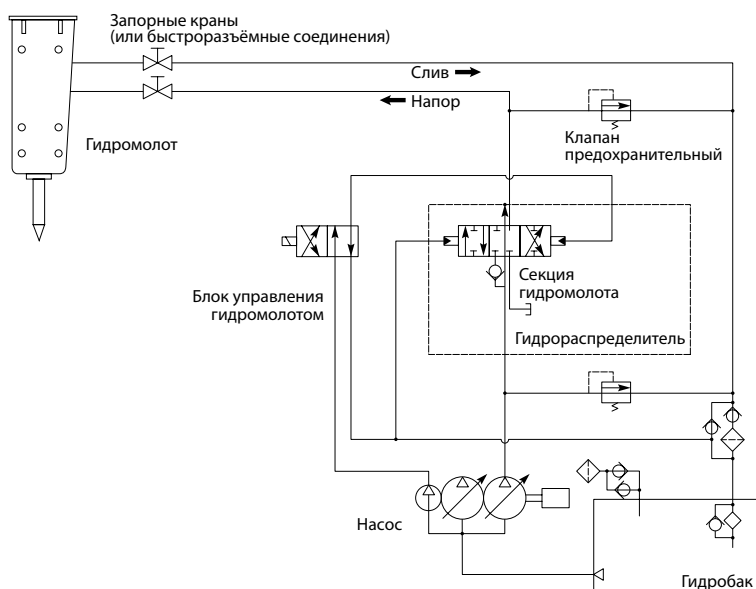 Запорные краны
(или быстроразъёмные соединения)
Слив
Напор
Клапан
предохранительный
Гидромолот
Секция
гидромолота
Блок управления
гидромолотом
Гидрораспределитель
Насос
Гидробак